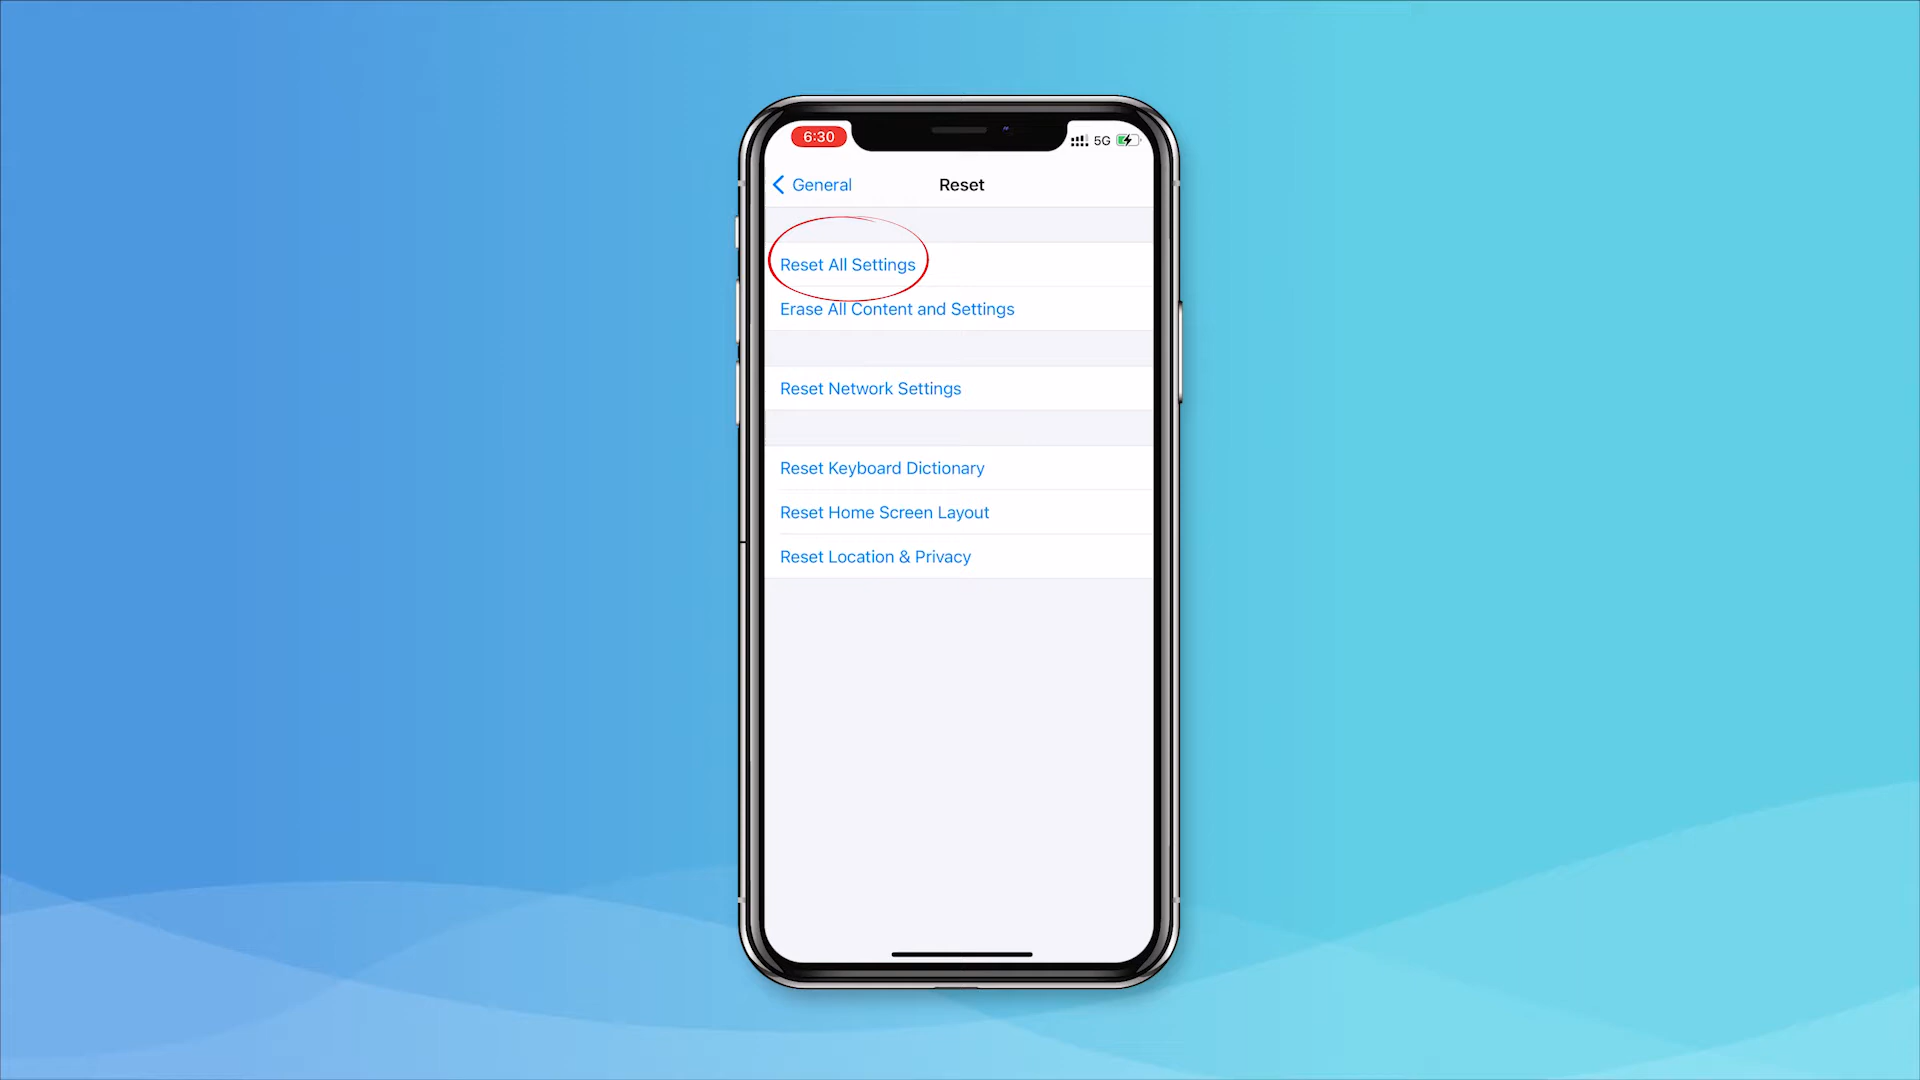 6:30
5G
General
Reset
Reset All Settings
Erase All Content and Settings
Reset Network Settings
Reset Keyboard Dictionary
Reset Home Screen Layout
Reset Location & Privacy